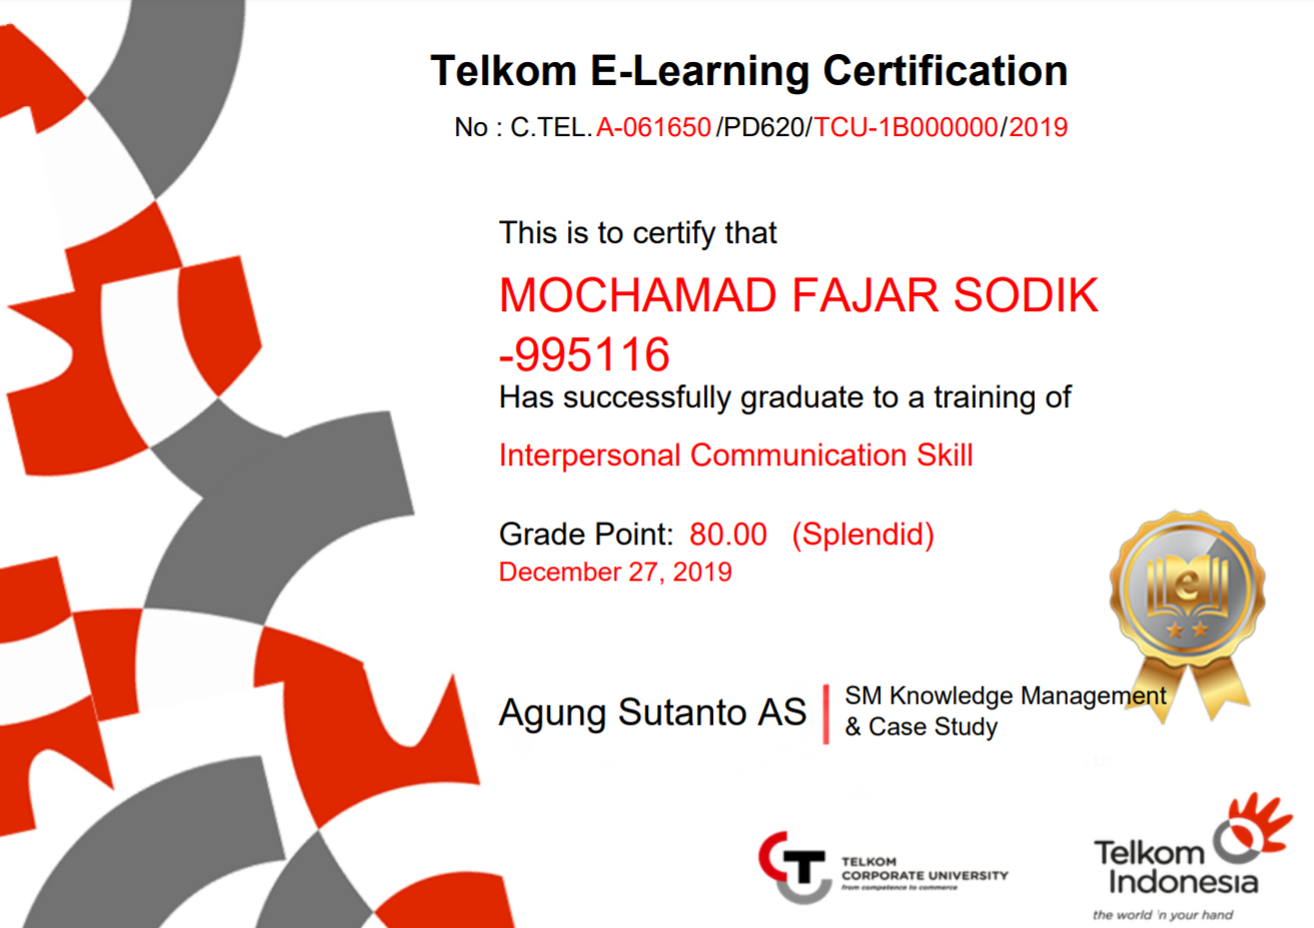 Telkom E-Learning Certification
No : C.TEL.A-061650/PD620/TCU-1B000000/2019
This is to certify that
MOCHAMAD FAJAR SODIK
-995116
Has successfully graduate to a training of
Interpersonal Communication Skill
Grade Point: 80.00 (Splendid)
December 27, 2019
e
Agung Sutanto AS
SM Knowledge Management
& Case Study
CT
TELKOM
CORPORATE UNIVERSITY
from competence to commerce
Telkom
Indonesia
the world 'n your hand